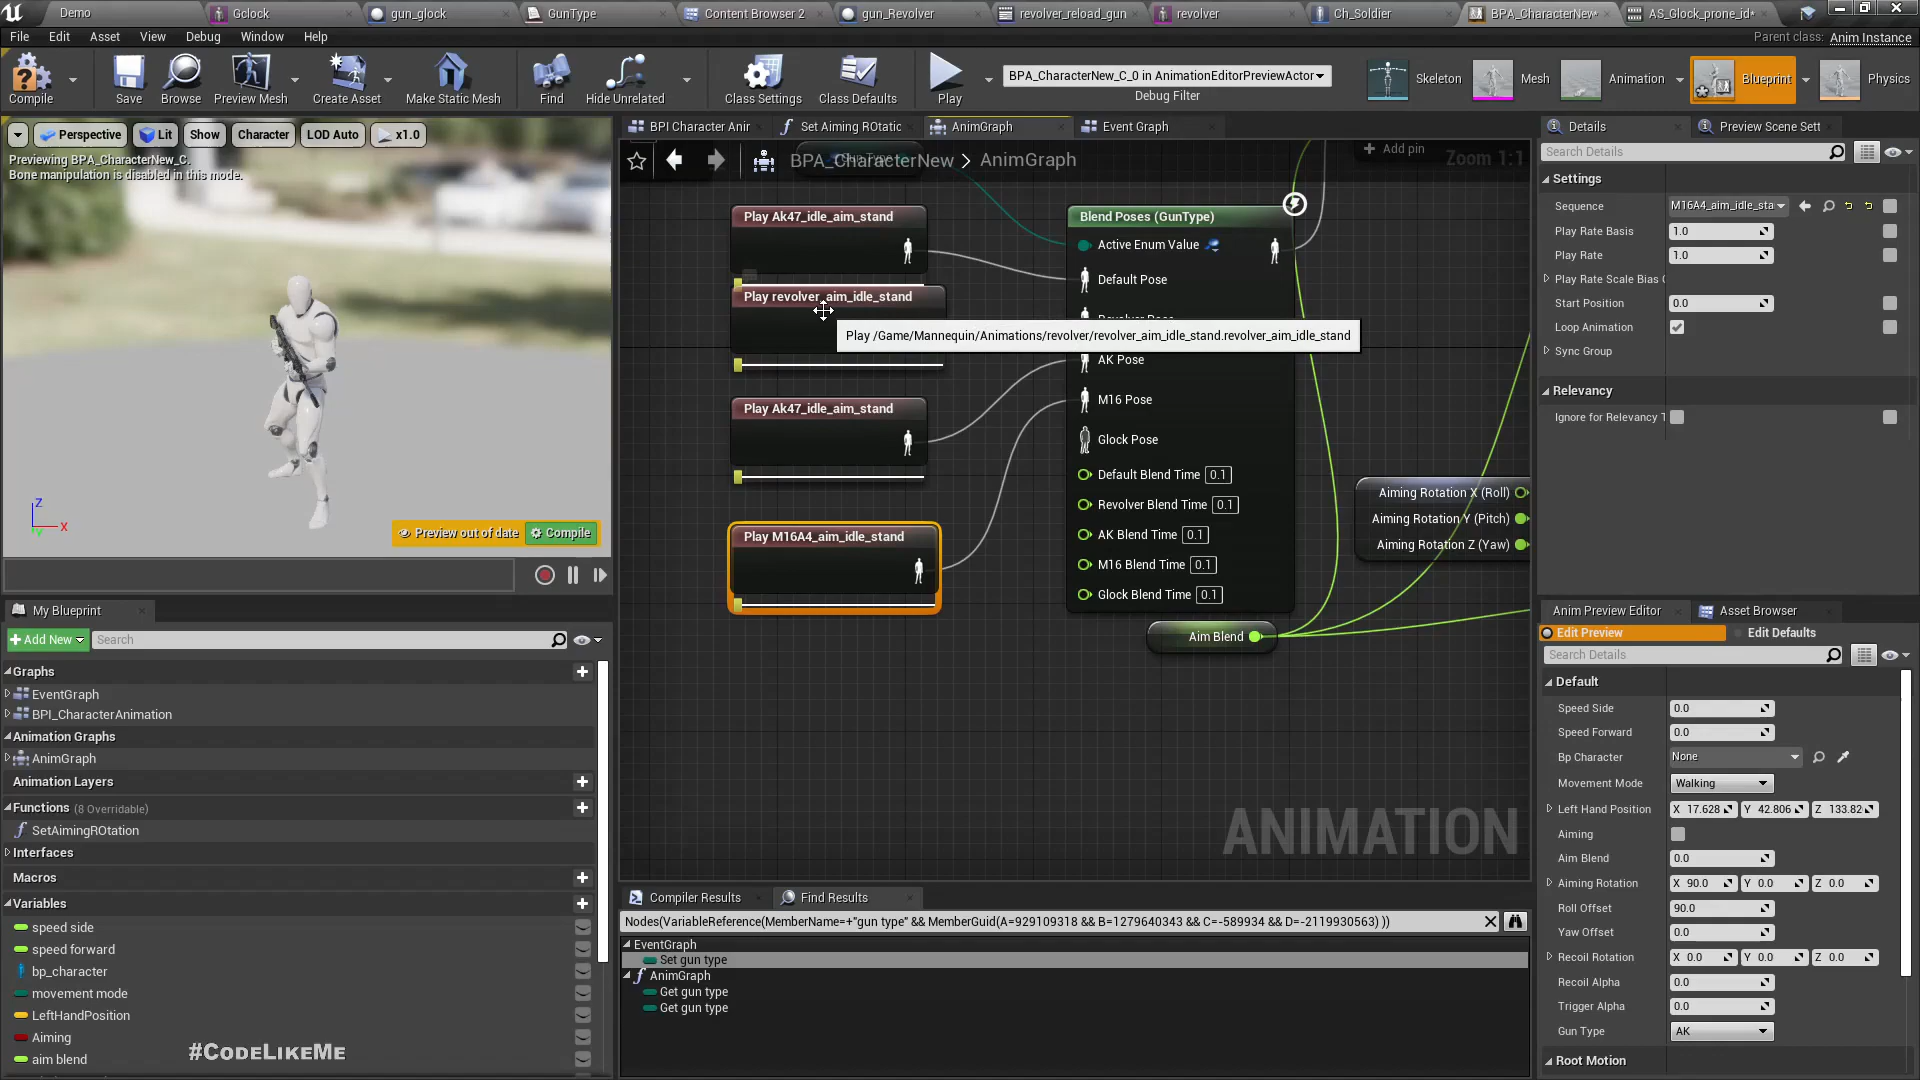 Demo
Gclock
gun_glock
GunType
Content Browser 2
gun_Revolver
revolver_reload_gun
revolver
Ch_Soldier
BPA_CharacterNew*
AS_Glock_prone_id*
File Edit Asset View Debug Window Help
Parent class: Anim Instance
Compile
Save
Browse
Preview Mesh
Create Asset
Make Static Mesh
Find
Hide Unrelated
Class Settings
Class Defaults
Play
BPA_CharacterNew_C_0 in AnimationEditorPreviewActor
Debug Filter
Skeleton
Mesh
Animation
Blueprint
Physics
Perspective Lit Show Character LOD Auto x1.0
Previewing BPA_CharacterNew_C.
Bone manipulation is disabled in this mode.
Z
X
Preview out of date Compile
BPI Character Anir
Set Aiming ROtatic
AnimGraph
Event Graph
BPA_CharacterNew > AnimGraph
Add pin
Zoom 1:1
Play Ak47_idle_aim_stand
Play revolver_aim_idle_stand
Play /Game/Mannequin/Animations/revolver/revolver_aim_idle_stand.revolver_aim_idle_stand
Play Ak47_idle_aim_stand
Play M16A4_aim_idle_stand
Blend Poses (GunType)
Active Enum Value
Default Pose
AK Pose
M16 Pose
Glock Pose
Default Blend Time 0.1
Revolver Blend Time 0.1
AK Blend Time 0.1
M16 Blend Time 0.1
Glock Blend Time 0.1
Aim Blend
Aiming Rotation X (Roll)
Aiming Rotation Y (Pitch)
Aiming Rotation Z (Yaw)
ANIMATION
My Blueprint
Add New Search
Graphs
EventGraph
BPI_CharacterAnimation
Animation Graphs
AnimGraph
Animation Layers
Functions (8 Overridable)
SetAimingROtation
Interfaces
Macros
Variables
speed side
speed forward
bp_character
movement mode
LeftHandPosition
Aiming
aim blend
#CodeLikeMe
Compiler Results
Find Results
Nodes(VariableReference(MemberName=+"gun type" && MemberGuid(A=929109318 && B=1279640343 && C=-589934 && D=-2119930563) ))
EventGraph
Set gun type
AnimGraph
Get gun type
Get gun type
Details
Preview Scene Sett
Search Details
Settings
Sequence M16A4_aim_idle_sta
Play Rate Basis 1.0
Play Rate 1.0
Play Rate Scale Bias C
Start Position 0.0
Loop Animation
Sync Group
Relevancy
Ignore for Relevancy T
Anim Preview Editor
Asset Browser
Edit Preview
Edit Defaults
Search Details
Default
Speed Side 0.0
Speed Forward 0.0
Bp Character None
Movement Mode Walking
Left Hand Position X 17.628 Y 42.806 Z 133.82
Aiming
Aim Blend 0.0
Aiming Rotation X 90.0 Y 0.0 Z 0.0
Roll Offset 90.0
Yaw Offset 0.0
Recoil Rotation X 0.0 Y 0.0 Z 0.0
Recoil Alpha 0.0
Trigger Alpha 0.0
Gun Type AK
Root Motion